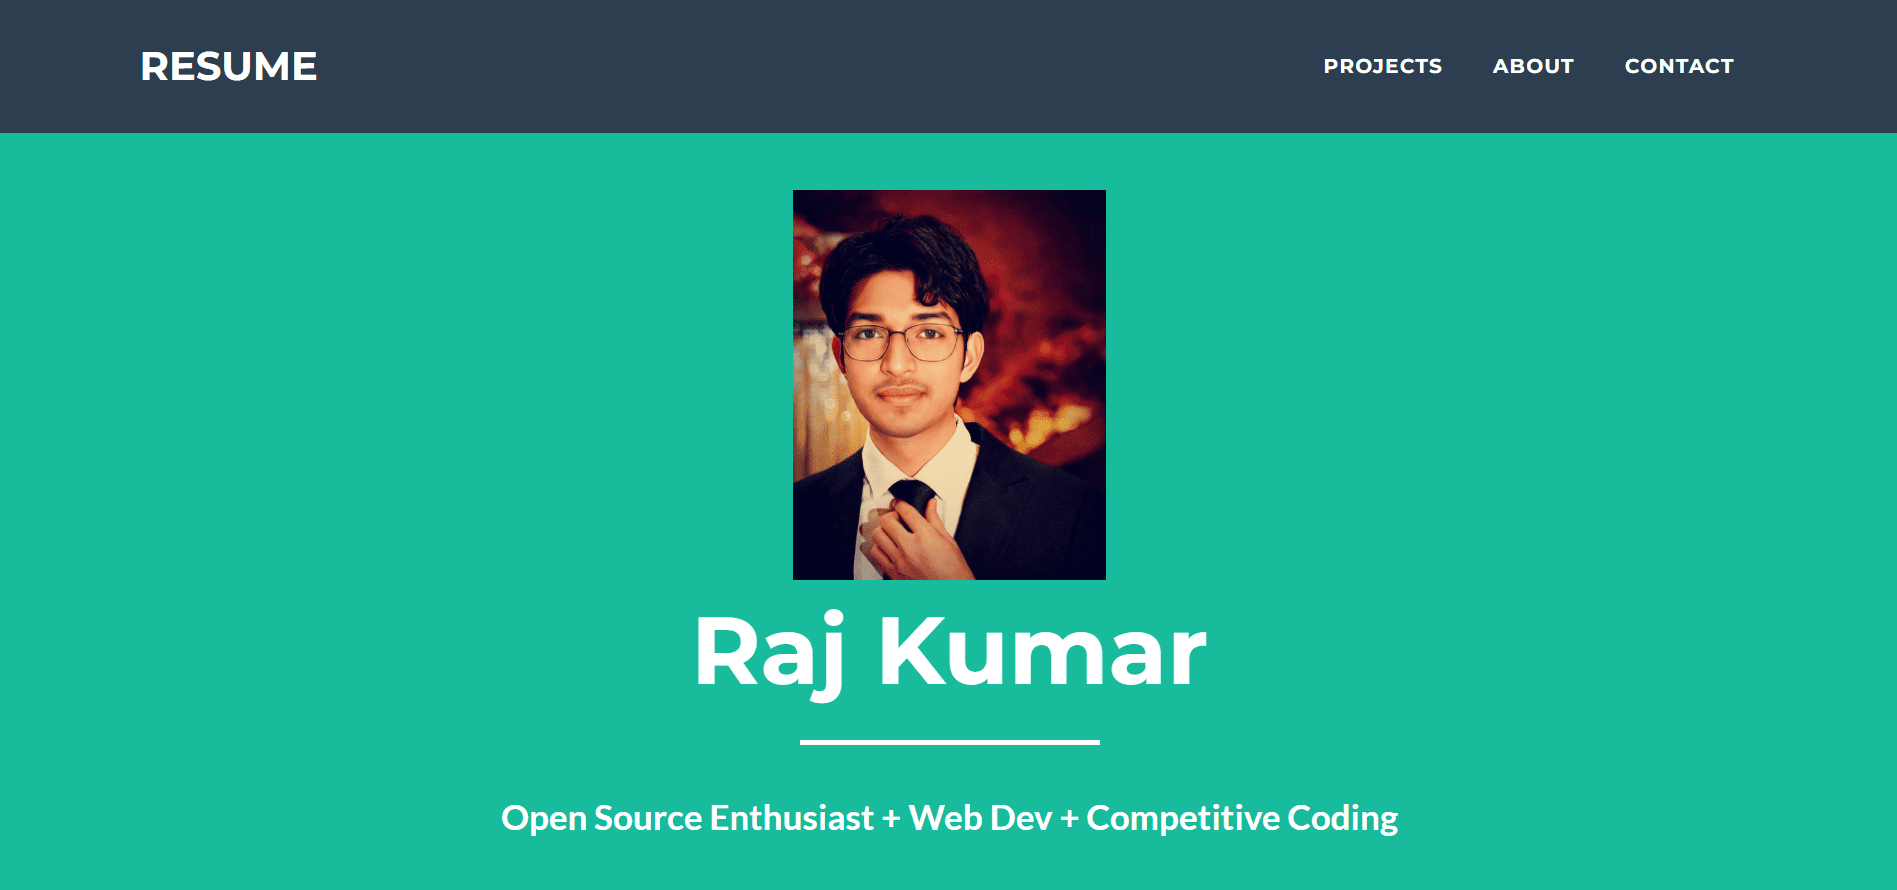 RESUME
PROJECTS ABOUT CONTACT
Raj Kumar
Open Source Enthusiast + Web Dev + Competitive Coding